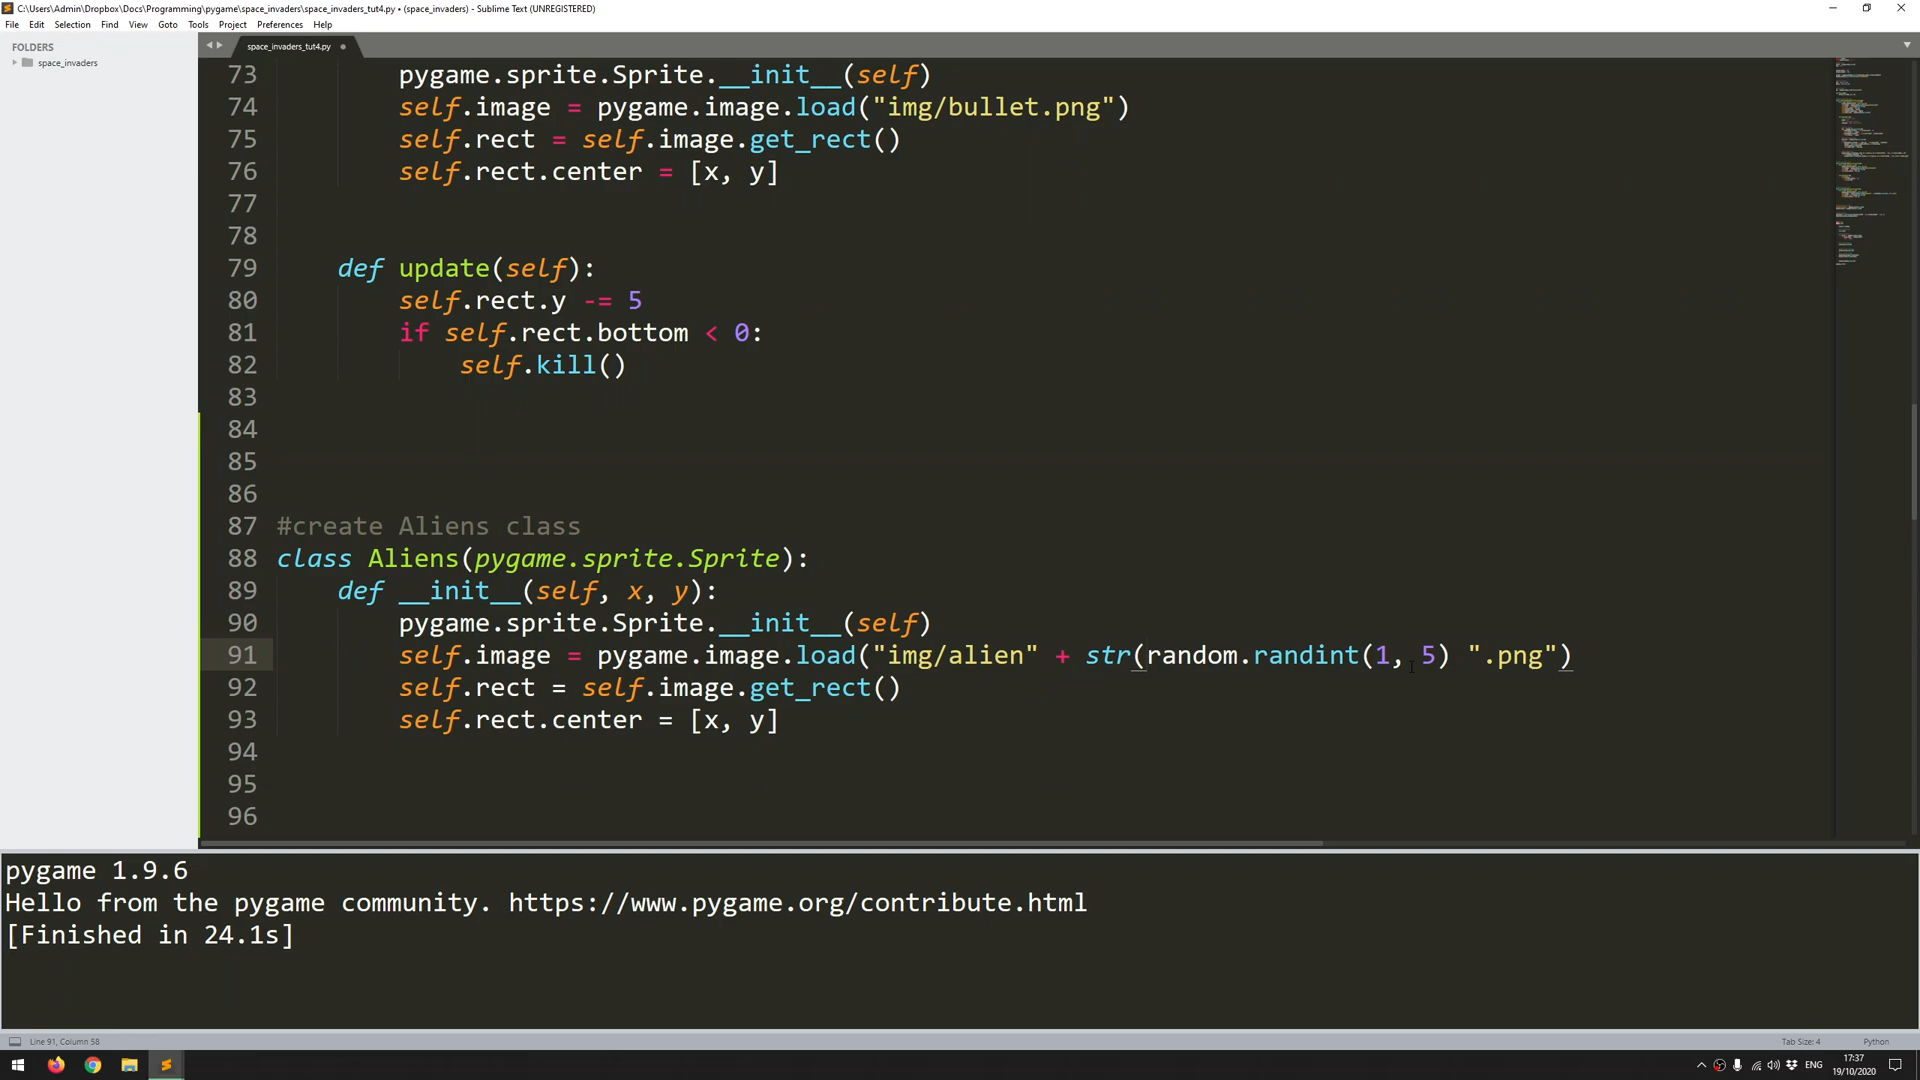 C:\Users\Admin\Dropbox\Docs\Programming\pygame\space_invaders\space_invaders_tut4.py • (space_invaders) - Sublime Text (UNREGISTERED)
File Edit Selection Find View Goto Tools Project Preferences Help
FOLDERS
space_invaders
space_invaders_tut4.py
73 pygame.sprite.Sprite.__init__(self)
74 self.image = pygame.image.load("img/bullet.png")
75 self.rect = self.image.get_rect()
76 self.rect.center = [x, y]
77
78
79 def update(self):
80 self.rect.y -= 5
81 if self.rect.bottom < 0:
82 self.kill()
83
84
85
86
87 #create Aliens class
88 class Aliens(pygame.sprite.Sprite):
89 def __init__(self, x, y):
90 pygame.sprite.Sprite.__init__(self)
91 self.image = pygame.image.load("img/alien" + str(random.randint(1, 5) ".png")
92 self.rect = self.image.get_rect()
93 self.rect.center = [x, y]
94
95
96
pygame 1.9.6
Hello from the pygame community. https://www.pygame.org/contribute.html
[Finished in 24.1s]
Line 91, Column 58
Tab Size: 4
Python
ENG
17:37
19/10/2020